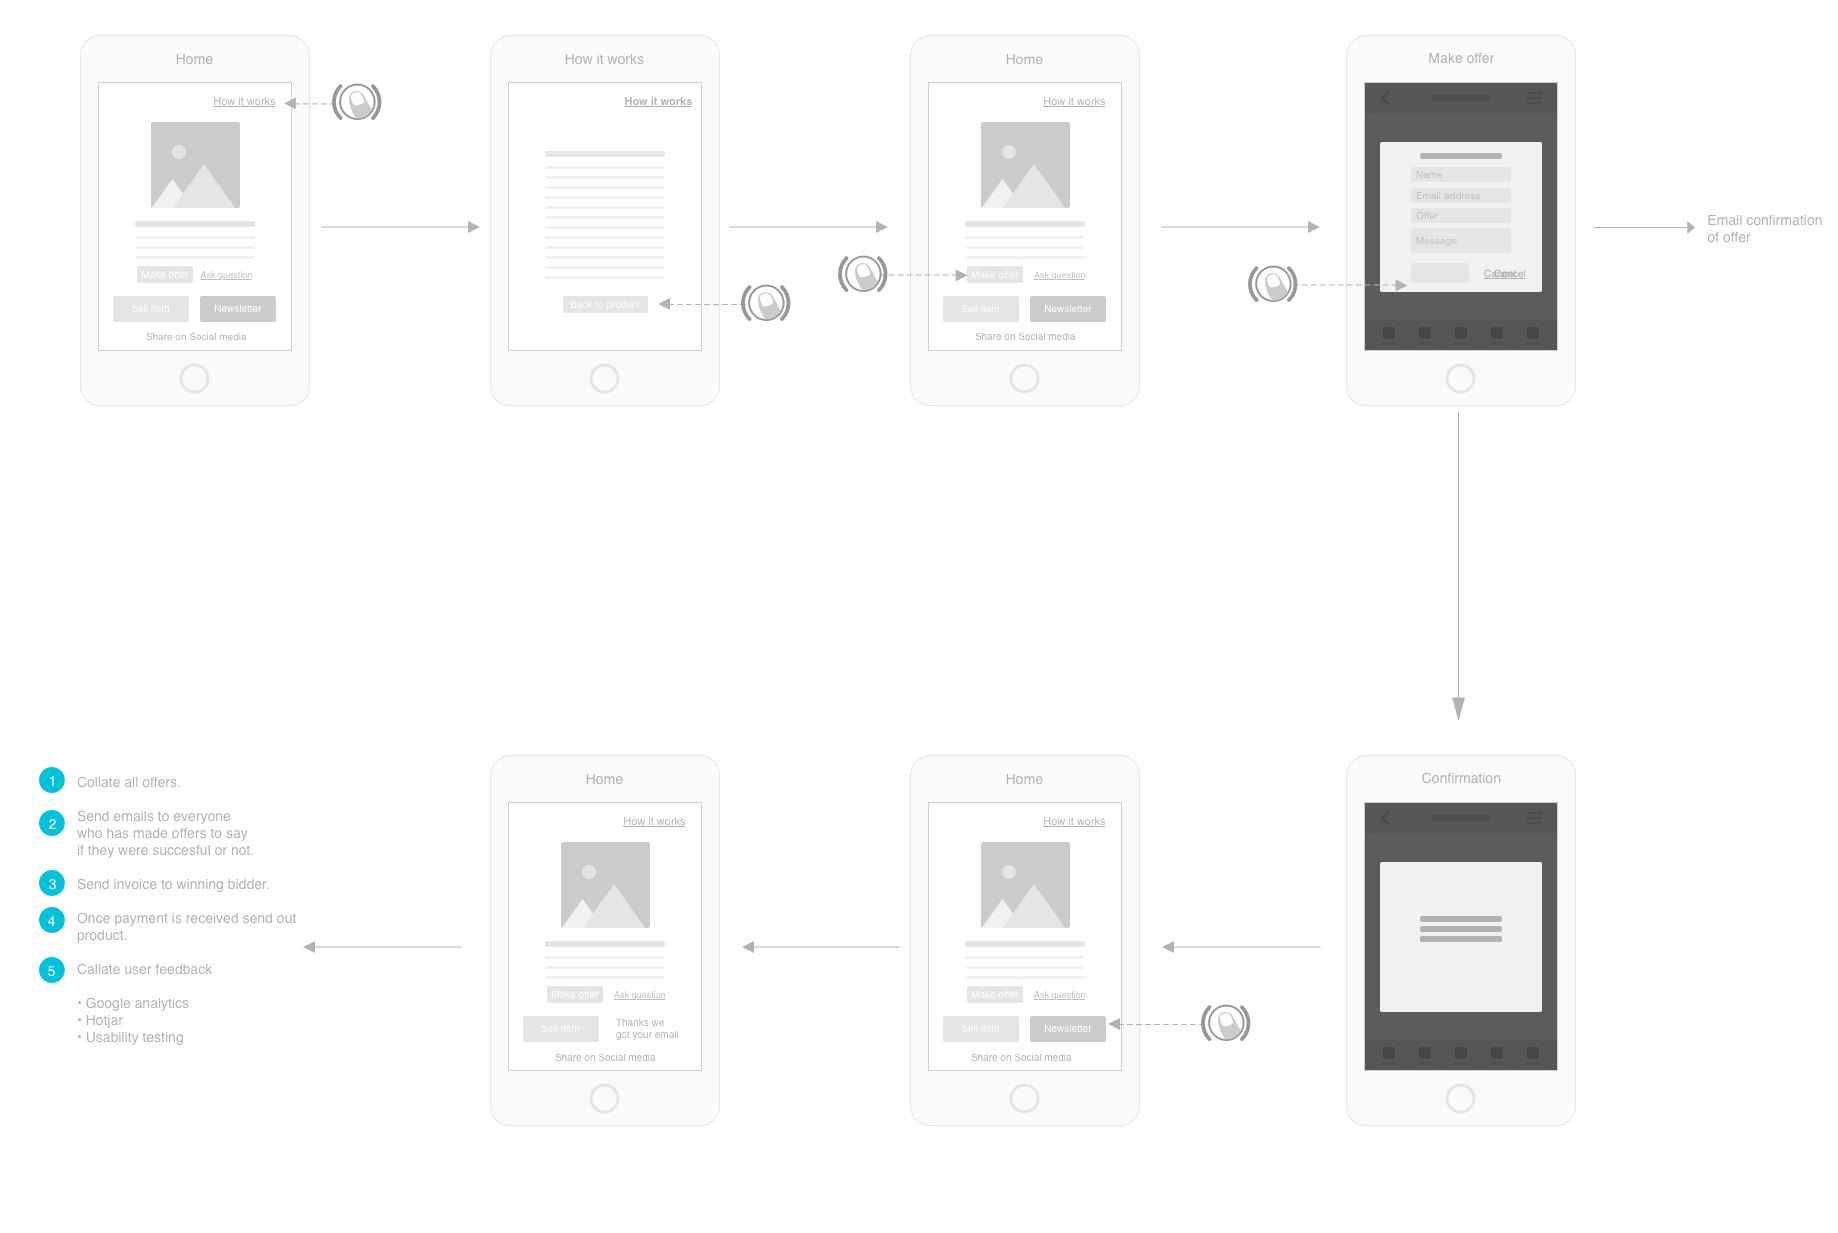 Home
How it works
Make offer
Ask question
Sell item
Newsletter
Share on Social media
How it works
How it works
Back to product
Home
How it works
Make offer
Ask question
Sell item
Newsletter
Share on Social media
Make offer
Name
Email address
Offer
Message
Cancel
Cancel
Email confirmation
of offer
1
Collate all offers.
2
Send emails to everyone
who has made offers to say
if they were succesful or not.
3
Send invoice to winning bidder.
4
Once payment is received send out
product.
5
Callate user feedback
• Google analytics
• Hotjar
• Usability testing
Home
How it works
Make offer
Ask question
Sell item
Thanks we
got your email
Share on Social media
Home
How it works
Make offer
Ask question
Sell item
Newsletter
Share on Social media
Confirmation